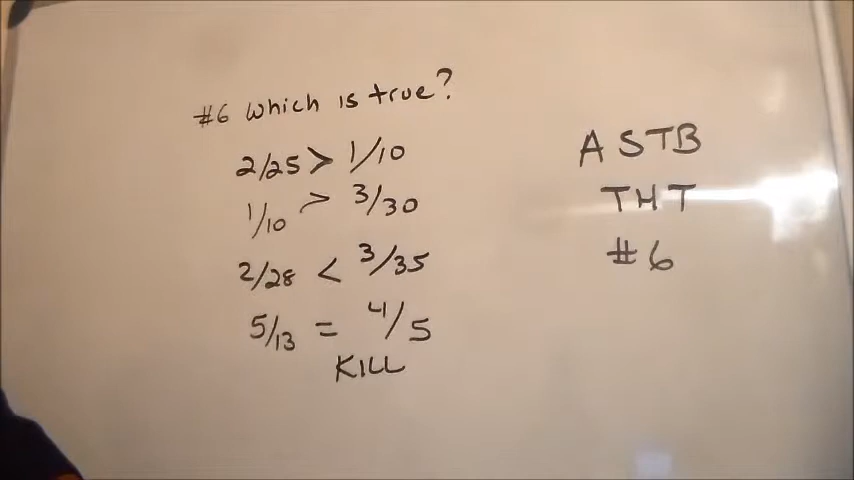 #6 Which is true?
2/25 > 1/10
1/10 > 3/30
2/28 < 3/35
5/13 = 4/5
KILL
ASTB
THT
#6